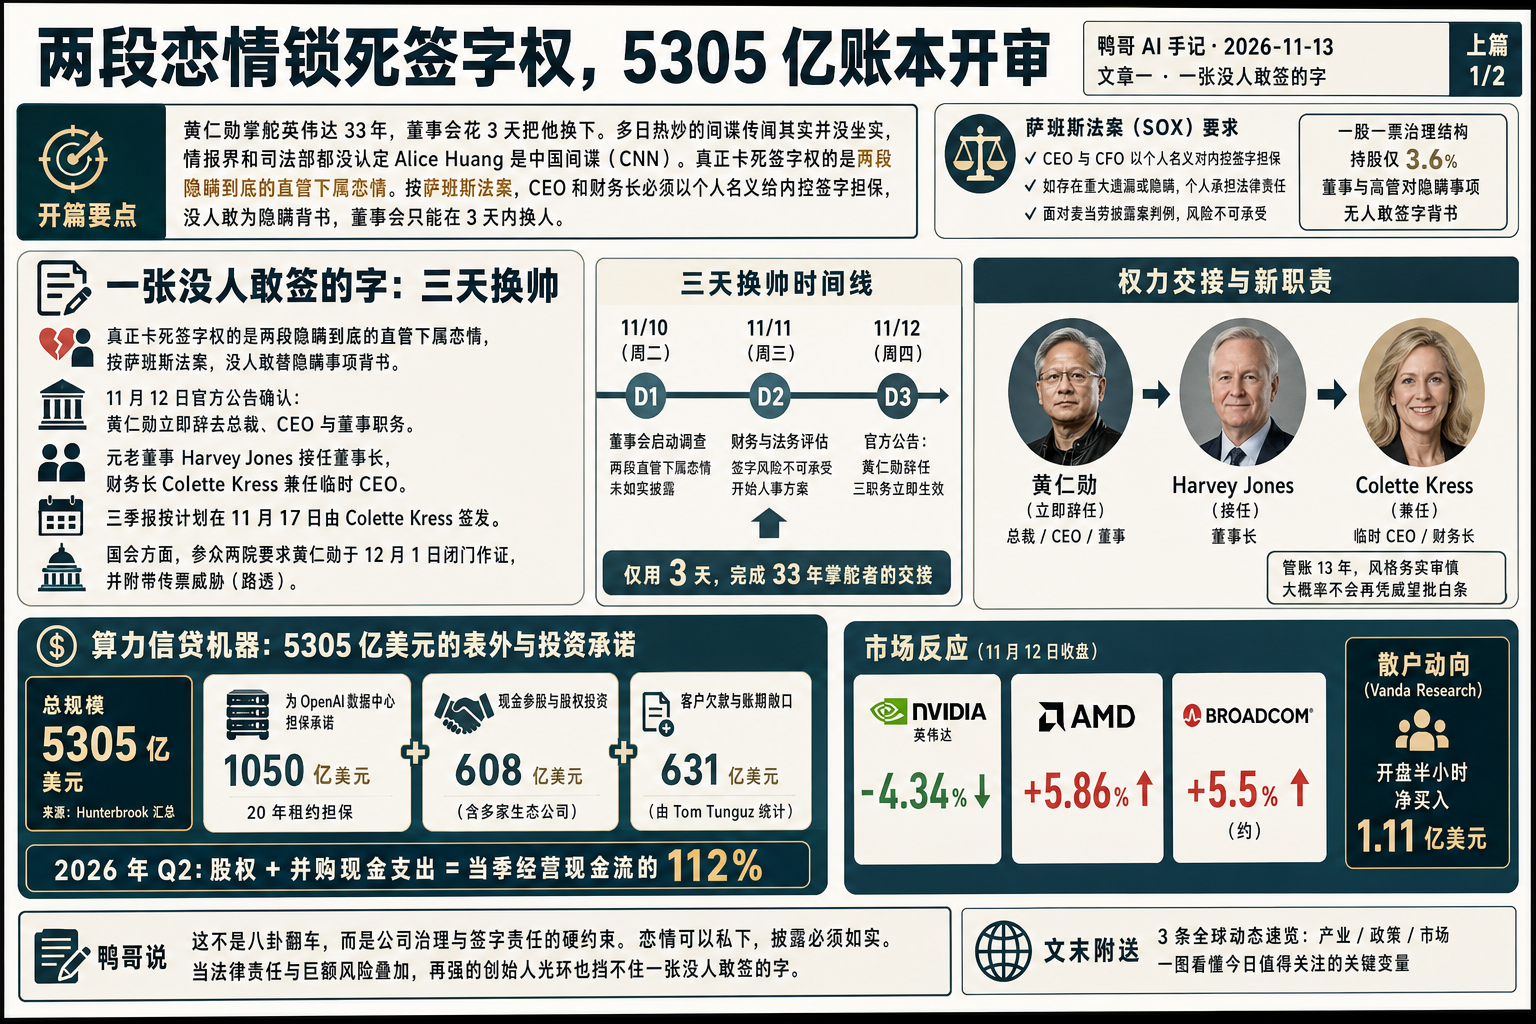 两段恋情锁死签字权，5305 亿账本开审
鸭哥 AI 手记 · 2026-11-13
文章一 · 一张没人敢签的字
上篇
1/2
开篇要点
黄仁勋掌舵英伟达 33 年，董事会花 3 天把他换下。多日热炒的间谍传闻其实并没坐实，
情报界和司法部都没认定 Alice Huang 是中国间谍（CNN）。真正卡死签字权的是两段
隐瞒到底的直管下属恋情。按萨班斯法案，CEO 和财务长必须以个人名义给内控签字担保，
没人敢为隐瞒背书，董事会只能在 3 天内换人。
萨班斯法案（SOX）要求
✓ CEO 与 CFO 以个人名义对内控签字担保
✓ 如存在重大遗漏或隐瞒，个人承担法律责任
✓ 面对麦当劳披露案判例，风险不可承受
一股一票治理结构
持股仅 3.6%
董事与高管对隐瞒事项
无人敢签字背书
一张没人敢签的字：三天换帅
真正卡死签字权的是两段隐瞒到底的直管下属恋情，
按萨班斯法案，没人敢替隐瞒事项背书。
11 月 12 日官方公告确认：
黄仁勋立即辞去总裁、CEO 与董事职务。
元老董事 Harvey Jones 接任董事长，
财务长 Colette Kress 兼任临时 CEO。
三季报按计划在 11 月 17 日由 Colette Kress 签发。
国会方面，参众两院要求黄仁勋于 12 月 1 日闭门作证，
并附带传票威胁（路透）。
三天换帅时间线
11/10
（周二）
D1
董事会启动调查
两段直管下属恋情
未如实披露
11/11
（周三）
D2
财务与法务评估
签字风险不可承受
开始人事方案
11/12
（周四）
D3
官方公告：
黄仁勋辞任
三职务立即生效
仅用 3 天，完成 33 年掌舵者的交接
权力交接与新职责
黄仁勋
（立即辞任）
总裁 / CEO / 董事
Harvey Jones
（接任）
董事长
Colette Kress
（兼任）
临时 CEO / 财务长
管账 13 年，风格务实审慎
大概率不会再凭威望批白条
算力信贷机器：5305 亿美元的表外与投资承诺
总规模
5305 亿
美元
来源：Hunterbrook 汇总
为 OpenAI 数据中心
担保承诺
1050 亿美元
20 年租约担保
+
现金参股与股权投资
608 亿美元
（含多家生态公司）
+
客户欠款与账期敞口
631 亿美元
（由 Tom Tunguz 统计）
2026 年 Q2：股权 + 并购现金支出 = 当季经营现金流的 112%
市场反应（11 月 12 日收盘）
NVIDIA
英伟达
-4.34% ↓
AMD
+5.86% ↑
BROADCOM
+5.5% ↑
（约）
散户动向
(Vanda Research)
开盘半小时
净买入
1.11 亿美元
鸭哥说
这不是八卦翻车，而是公司治理与签字责任的硬约束。恋情可以私下，披露必须如实。
当法律责任与巨额风险叠加，再强的创始人光环也挡不住一张没人敢签的字。
文末附送
3 条全球动态速览：产业 / 政策 / 市场
一图看懂今日值得关注的关键变量